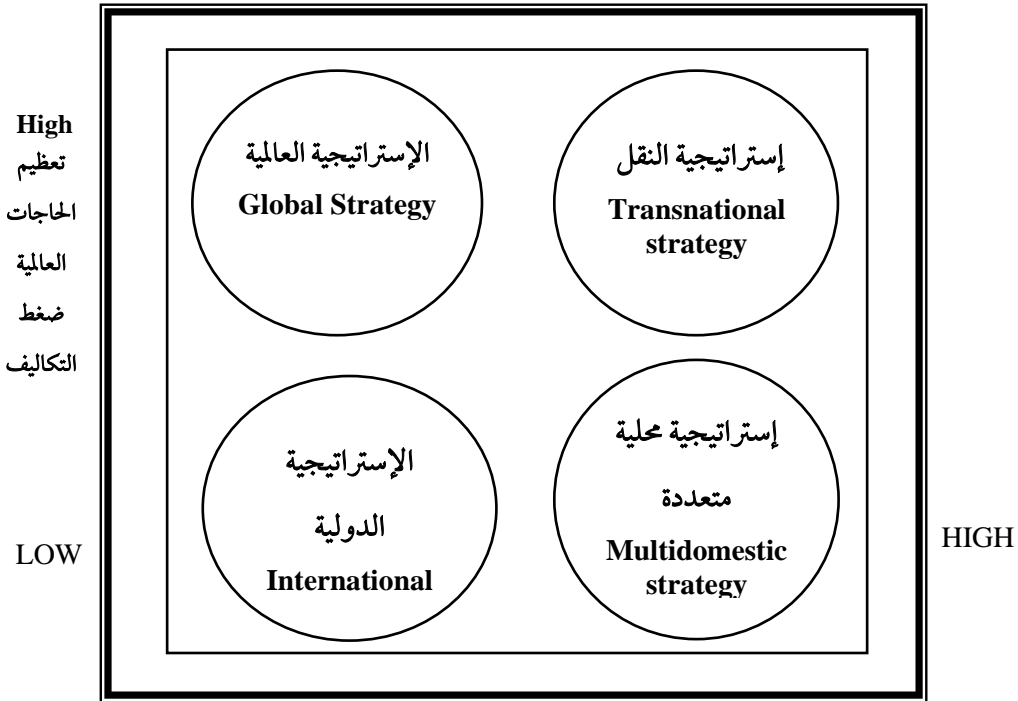 High
تعظيم
الحاجات
العالمية
ضغط
التكاليف
LOW
الإستراتيجية العالمية
Global Strategy
إستراتيجية النقل
Transnational
strategy
الإستراتيجية
الدولية
International
إستراتيجية محلية
متعددة
Multidomestic
strategy
HIGH